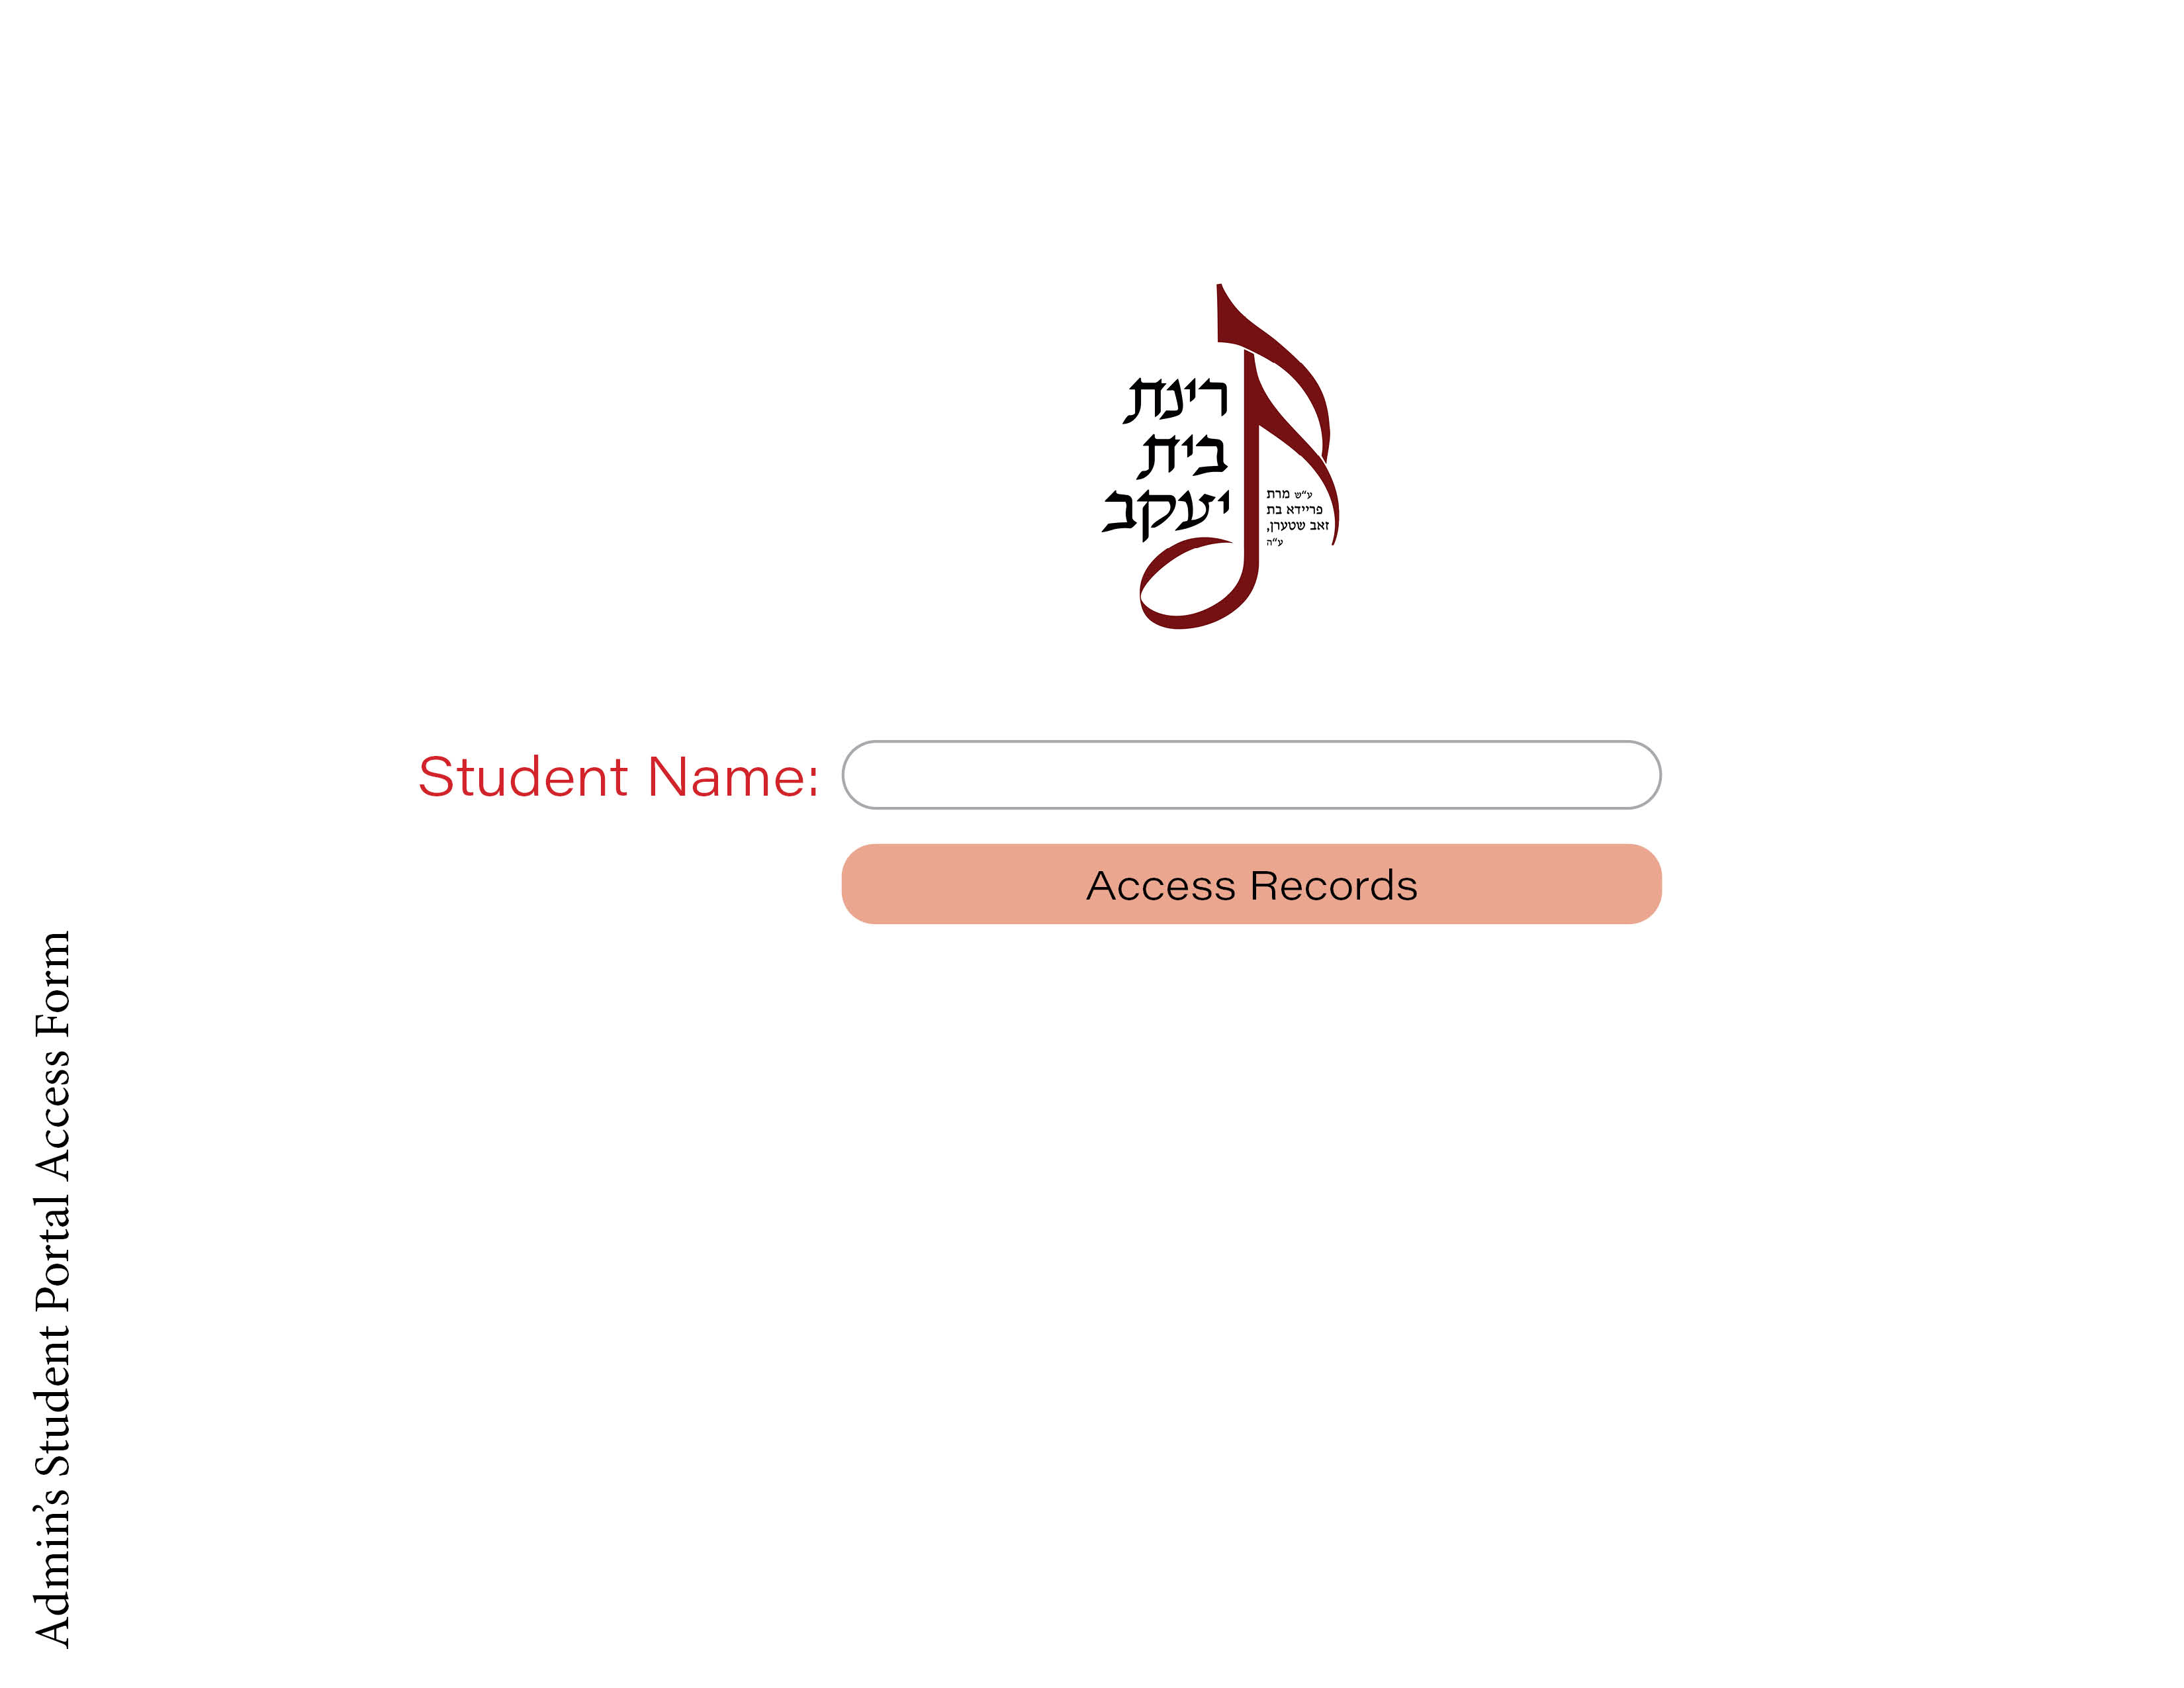 רינת
בית
יעקב
ע"ש מרת
פריידא בת
זאב שטערן,
ע"ה
Student Name:
Access Records
Admin's Student Portal Access Form